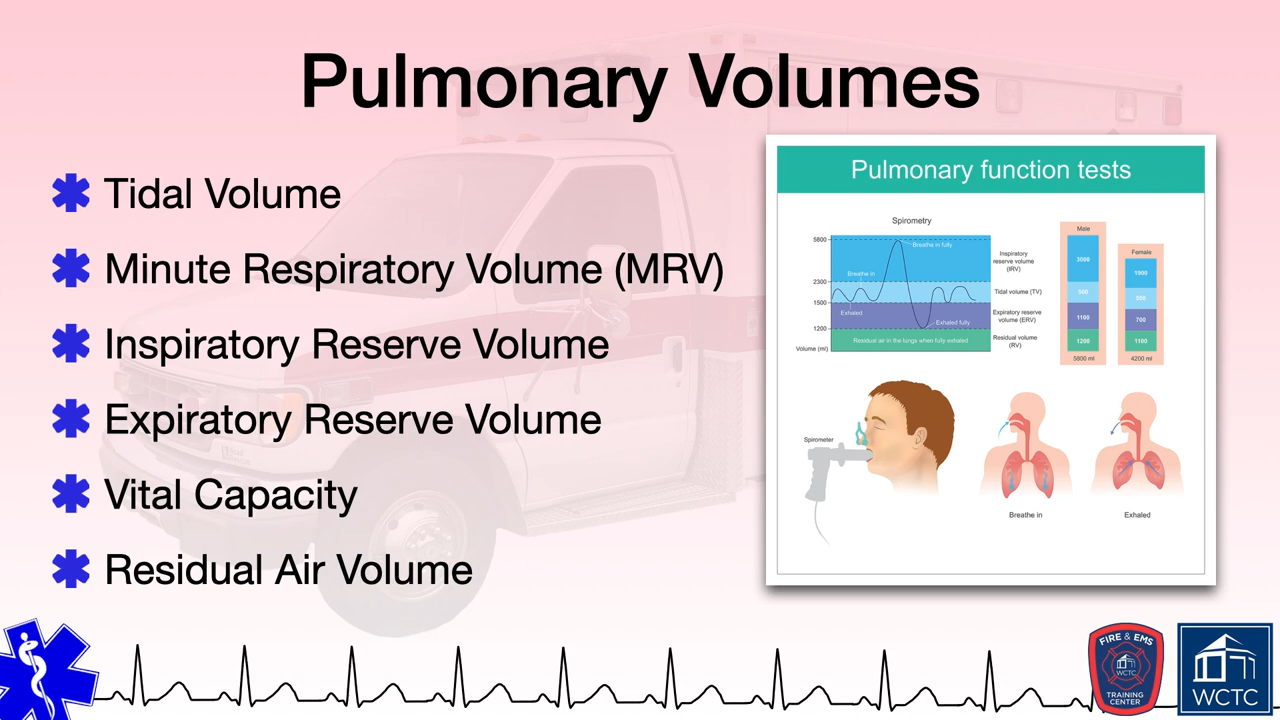 Pulmonary Volumes
Tidal Volume
Minute Respiratory Volume (MRV)
Inspiratory Reserve Volume
Expiratory Reserve Volume
Vital Capacity
Residual Air Volume
Pulmonary function tests
Spirometry
5800
2300
1500
1200
Volume (ml)
Breathe in fully
Breathe in
Exhaled
Exhaled fully
Residual air in the lungs when fully exhaled
Inspiratory
reserve volume
(IRV)
Tidal volume (TV)
Expiratory reserve
volume (ERV)
Residual volume
(RV)
Male
3000
500
1100
1200
5800 ml
Female
1900
500
700
1100
4200 ml
Spirometer
Breathe in
Exhaled
FIRE & EMS
WCTC
TRAINING
CENTER
WCTC